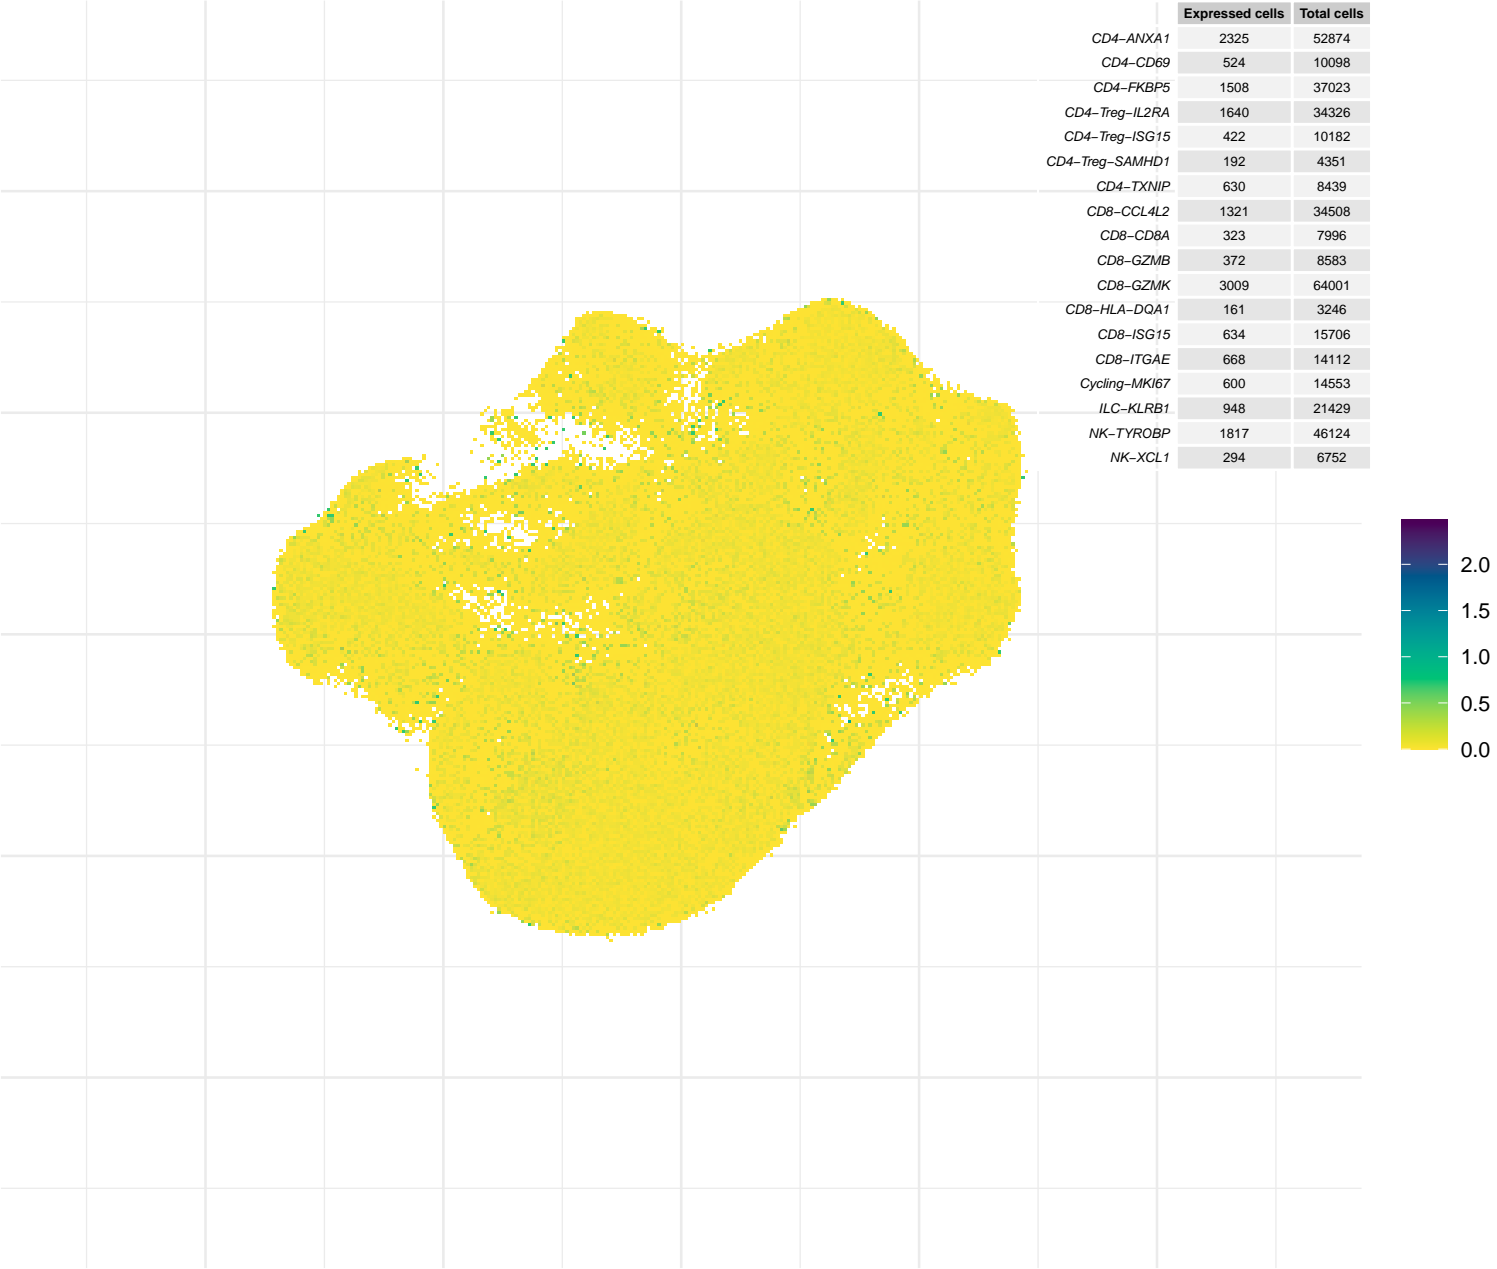 Expressed cells Total cells
CD4−ANXA1 2325 52874
CD4−CD69 524 10098
CD4−FKBP5 1508 37023
CD4−Treg−IL2RA 1640 34326
CD4−Treg−ISG15 422 10182
CD4−Treg−SAMHD1 192 4351
CD4−TXNIP 630 8439
CD8−CCL4L2 1321 34508
CD8−CD8A 323 7996
CD8−GZMB 372 8583
CD8−GZMK 3009 64001
CD8−HLA−DQA1 161 3246
CD8−ISG15 634 15706
CD8−ITGAE 668 14112
Cycling−MKI67 600 14553
ILC−KLRB1 948 21429
NK−TYROBP 1817 46124
NK−XCL1 294 6752
2.0
1.5
1.0
0.5
0.0